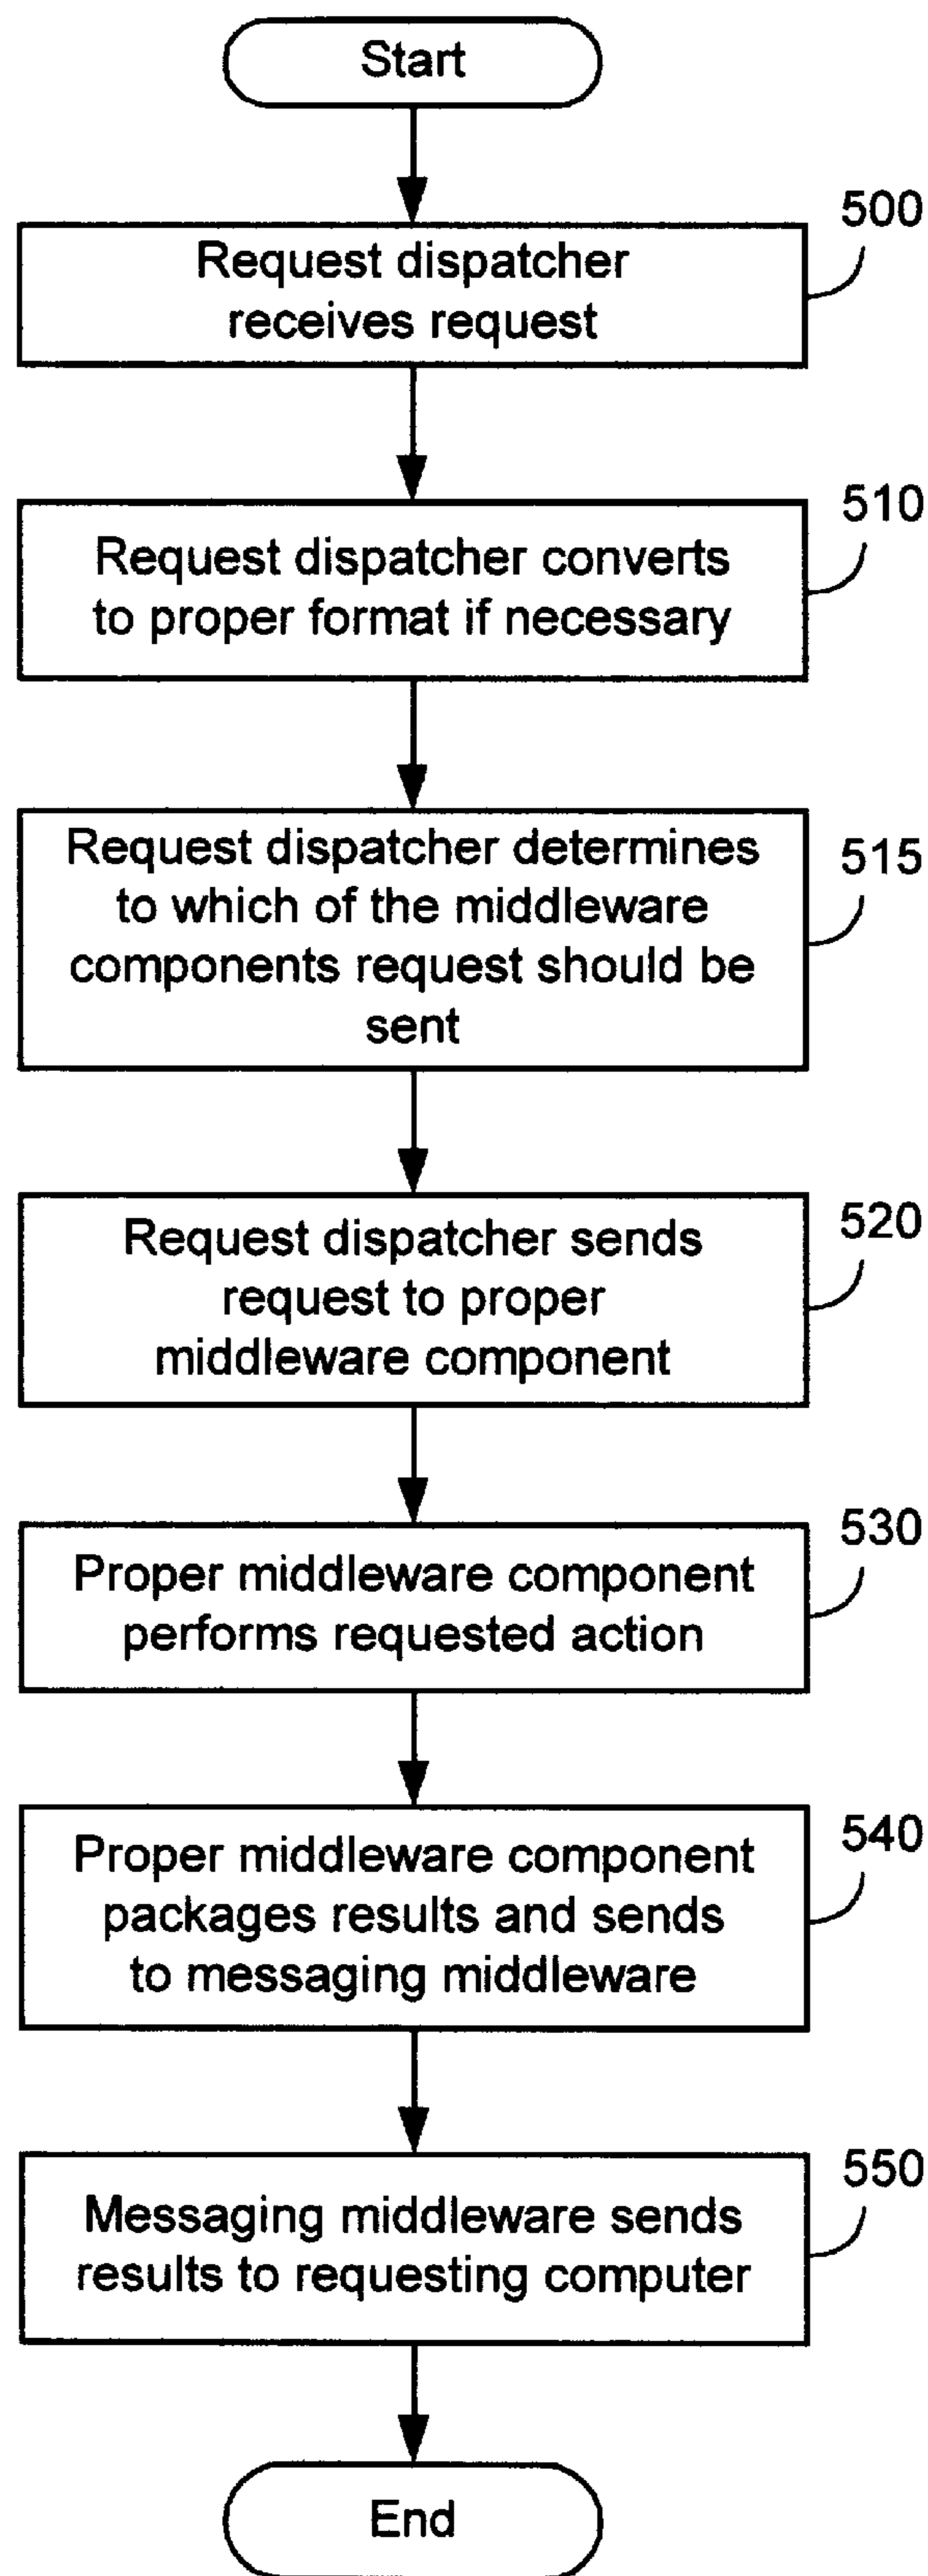 Start
500
Request dispatcher
receives request
510
Request dispatcher converts
to proper format if necessary
515
Request dispatcher determines
to which of the middleware
components request should be
sent
520
Request dispatcher sends
request to proper
middleware component
530
Proper middleware component
performs requested action
540
Proper middleware component
packages results and sends
to messaging middleware
550
Messaging middleware sends
results to requesting computer
End